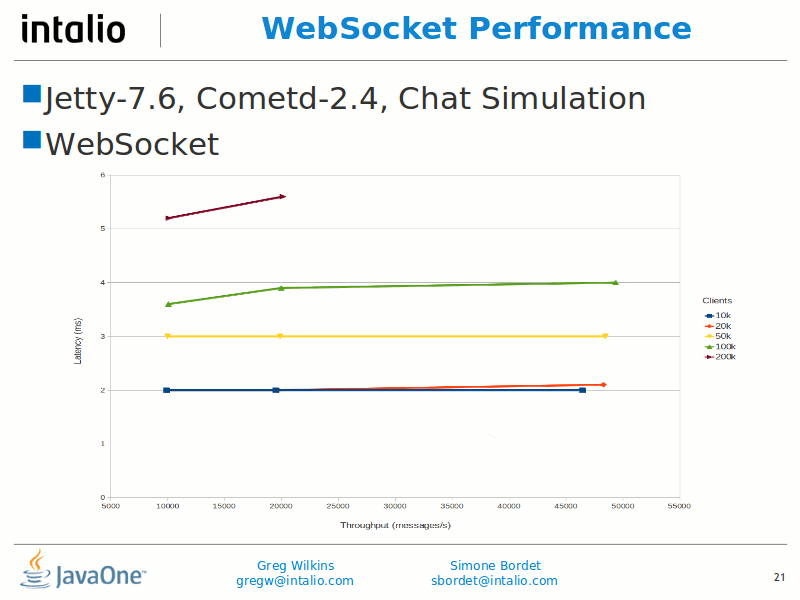 intalio
WebSocket Performance
Jetty-7.6, Cometd-2.4, Chat Simulation
WebSocket
6
5
4
3
2
1
0
Latency (ms)
5000 10000 15000 20000 25000 30000 35000 40000 45000 50000 55000
Throughput (messages/s)
Clients
10k
20k
50k
100k
200k
JavaOne™
Greg Wilkins
gregw@intalio.com
Simone Bordet
sbordet@intalio.com
21